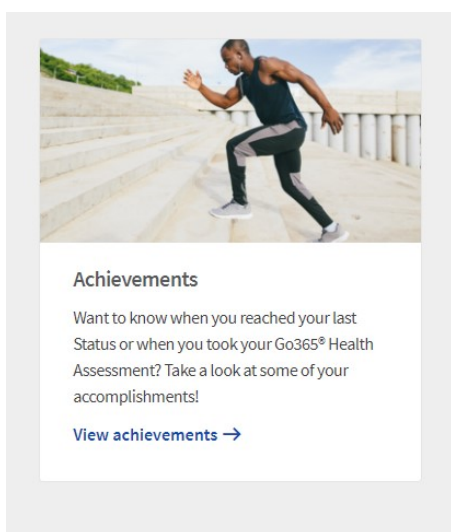 Achievements
Want to know when you reached your last
Status or when you took your Go365® Health
Assessment? Take a look at some of your
accomplishments!
View achievements →